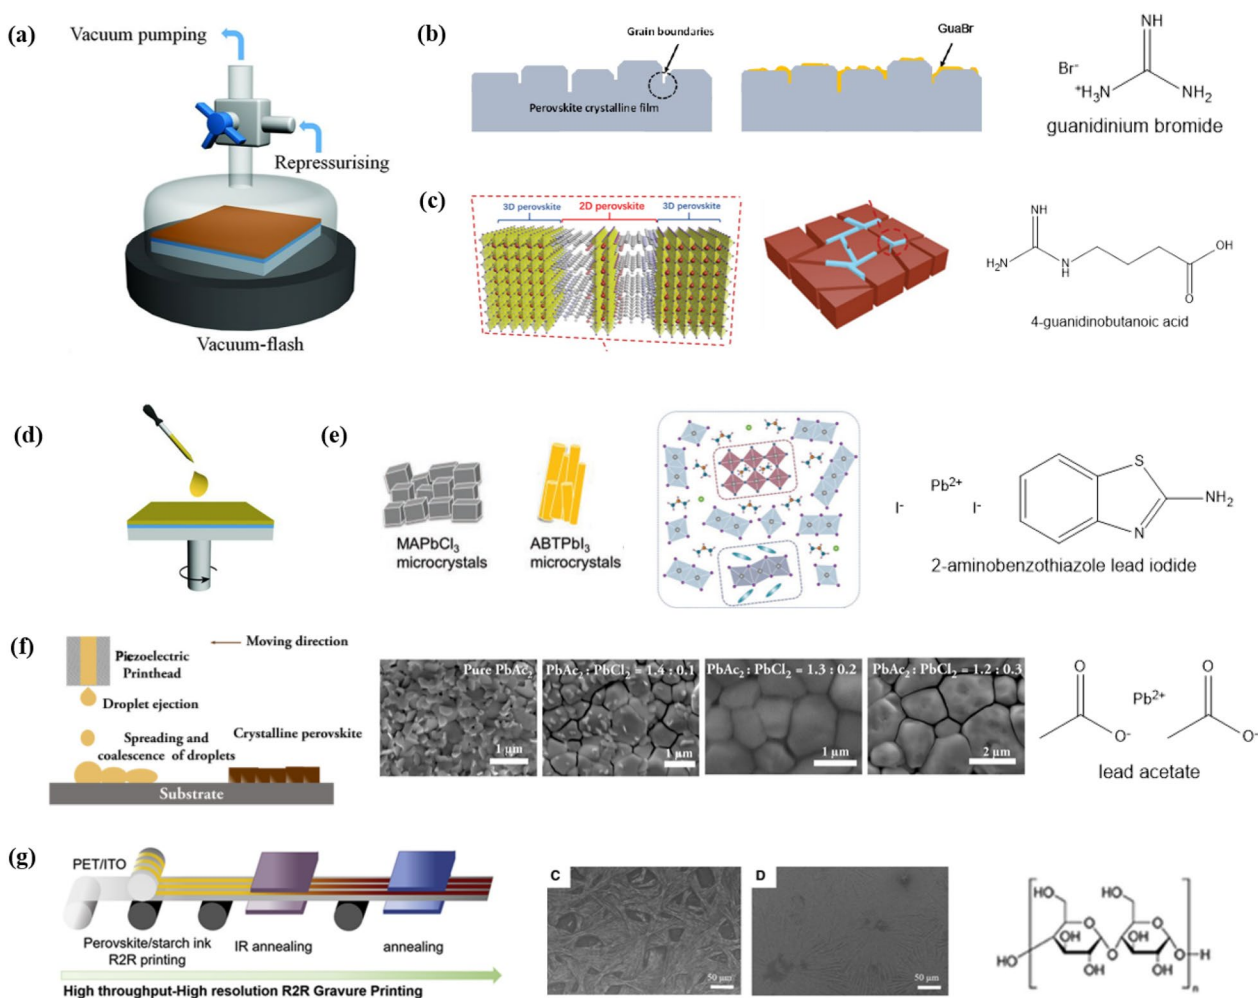 (a)
Vacuum pumping
Repressurising
Vacuum-flash
(b)
Grain boundaries
Perovskite crystalline film
GuaBr
NH
Br-
+H3N
NH2
guanidinium bromide
(c)
3D perovskite
2D perovskite
3D perovskite
NH
H2N
N
H
OH
O
4-guanidinobutanoic acid
(d)
(e)
MAPbCl3
microcrystals
ABTPbI3
microcrystals
Pb2+
I-
I-
S
N
NH2
2-aminobenzothiazole lead iodide
(f)
Piezoelectric
Printhead
Moving direction
Droplet ejection
Spreading and
coalescence of droplets
Crystalline perovskite
Substrate
Pure PbAc2
1 µm
PbAc2 : PbCl2 = 1.4 : 0.1
1 µm
PbAc2 : PbCl2 = 1.3 : 0.2
1 µm
PbAc2 : PbCl2 = 1.2 : 0.3
2 µm
O
O-
Pb2+
O
O-
lead acetate
(g)
PET/ITO
Perovskite/starch ink
R2R printing
IR annealing
annealing
High throughput-High resolution R2R Gravure Printing
C
50 µm
D
50 µm
HO
HO
O
O
OH
OH
HO
O
O
H
OH
OH
n